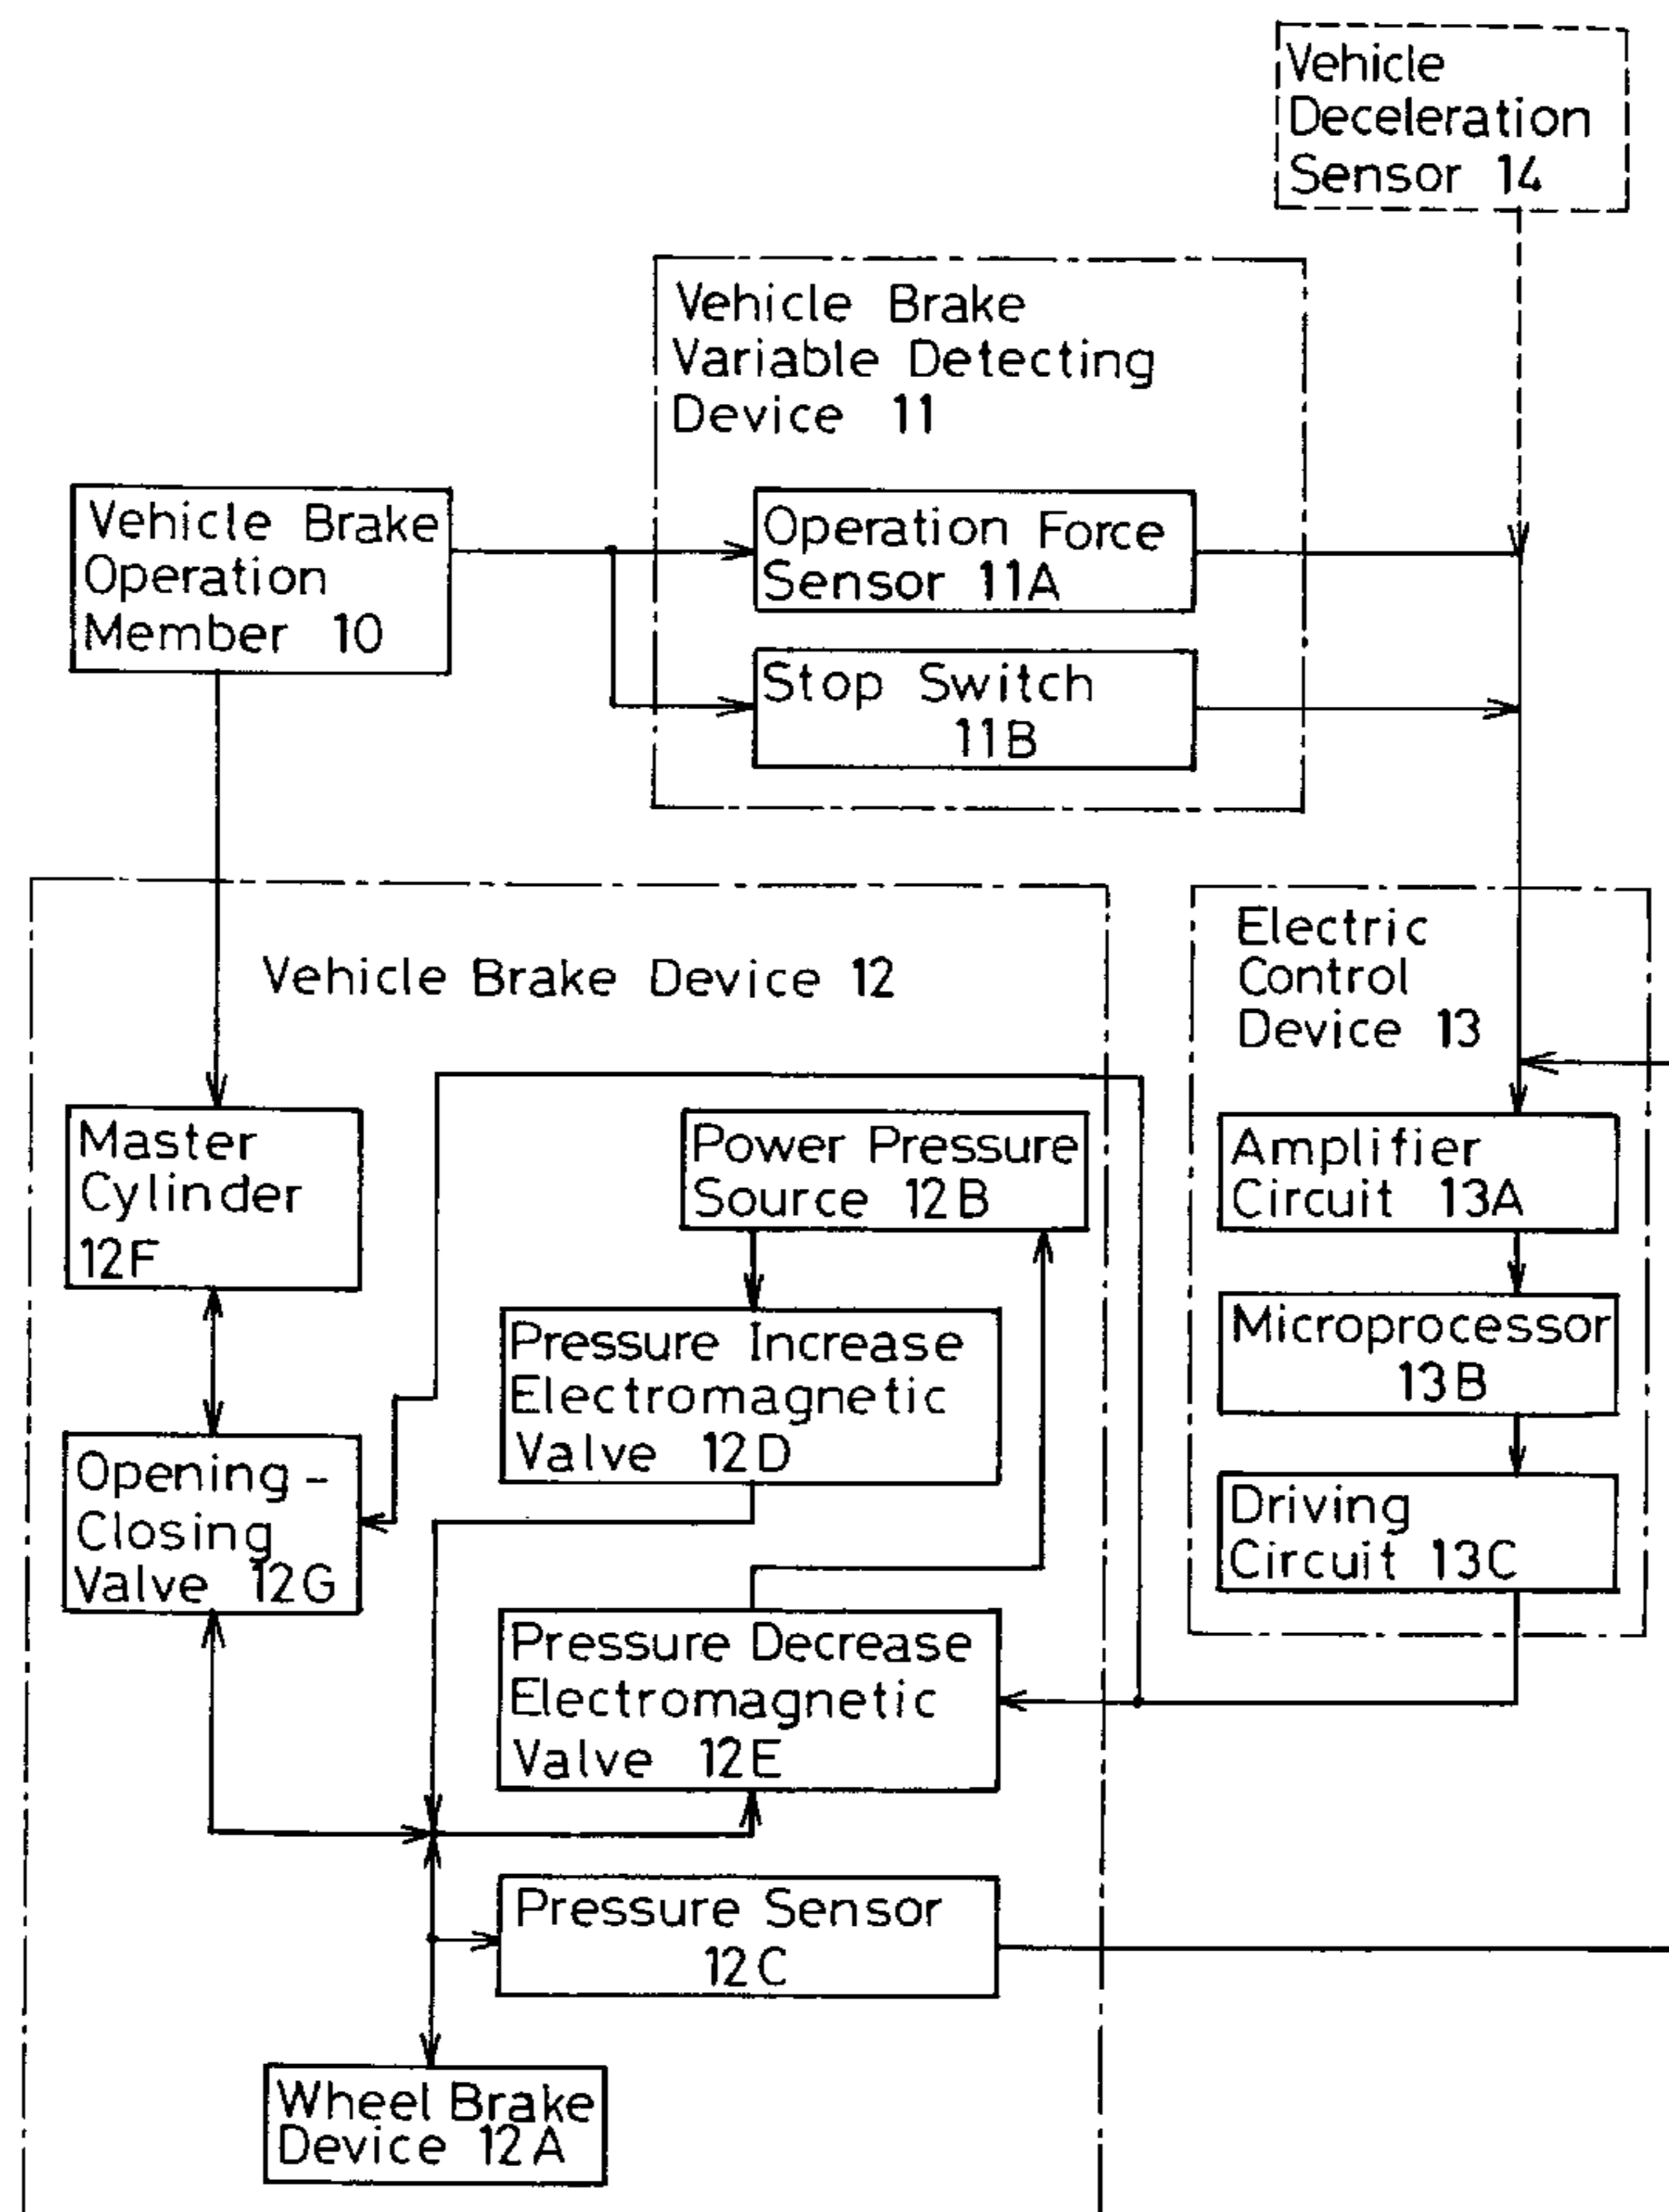 Vehicle
Deceleration
Sensor 14
Vehicle Brake
Variable Detecting
Device 11
Vehicle Brake
Operation
Member 10
Operation Force
Sensor 11A
Stop Switch
11B
Vehicle Brake Device 12
Electric
Control
Device 13
Master
Cylinder
12F
Power Pressure
Source 12B
Amplifier
Circuit 13A
Pressure Increase
Electromagnetic
Valve 12D
Microprocessor
13B
Opening-
Closing
Valve 12G
Driving
Circuit 13C
Pressure Decrease
Electromagnetic
Valve 12E
Pressure Sensor
12C
Wheel Brake
Device 12A